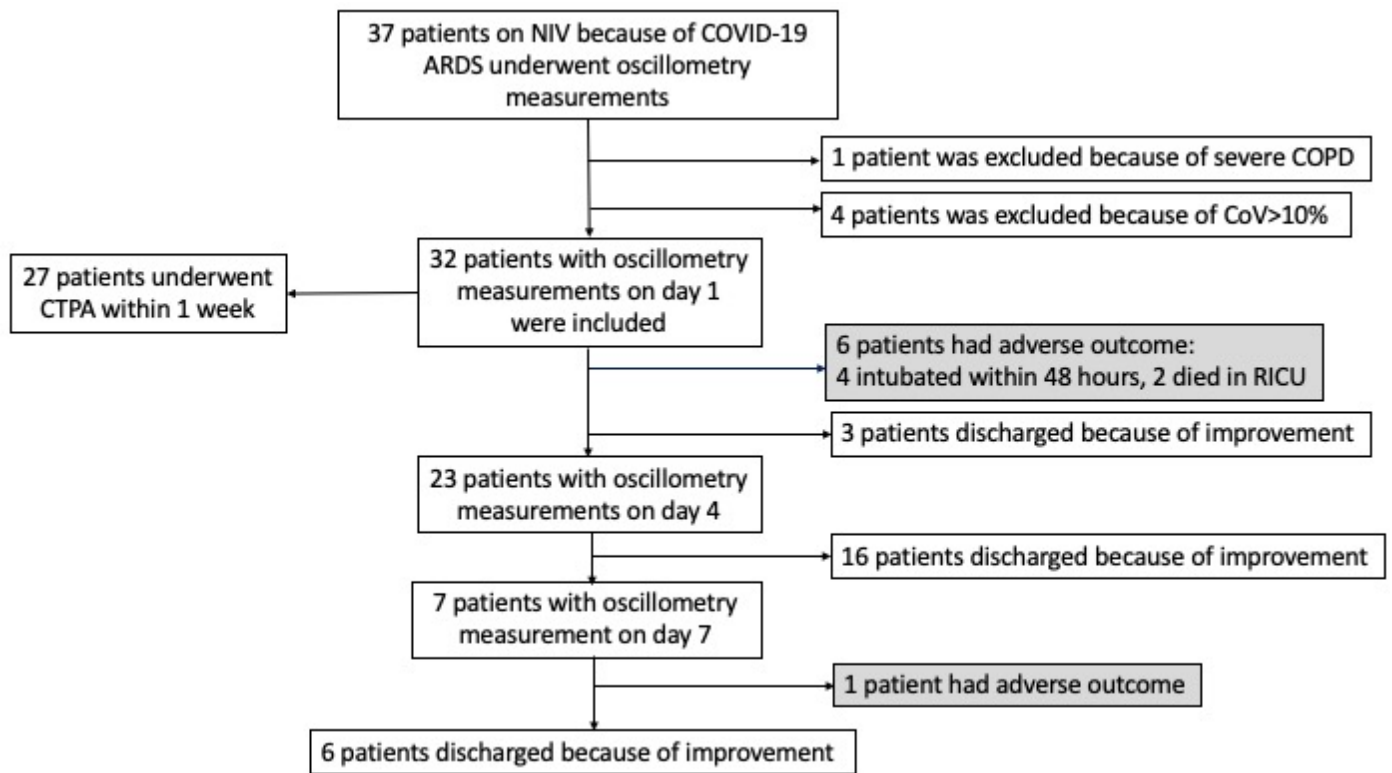 37 patients on NIV because of COVID-19
ARDS underwent oscillometry
measurements
1 patient was excluded because of severe COPD
4 patients was excluded because of CoV>10%
32 patients with oscillometry
measurements on day 1
were included
27 patients underwent
CTPA within 1 week
6 patients had adverse outcome:
4 intubated within 48 hours, 2 died in RICU
3 patients discharged because of improvement
23 patients with oscillometry
measurements on day 4
16 patients discharged because of improvement
7 patients with oscillometry
measurement on day 7
1 patient had adverse outcome
6 patients discharged because of improvement